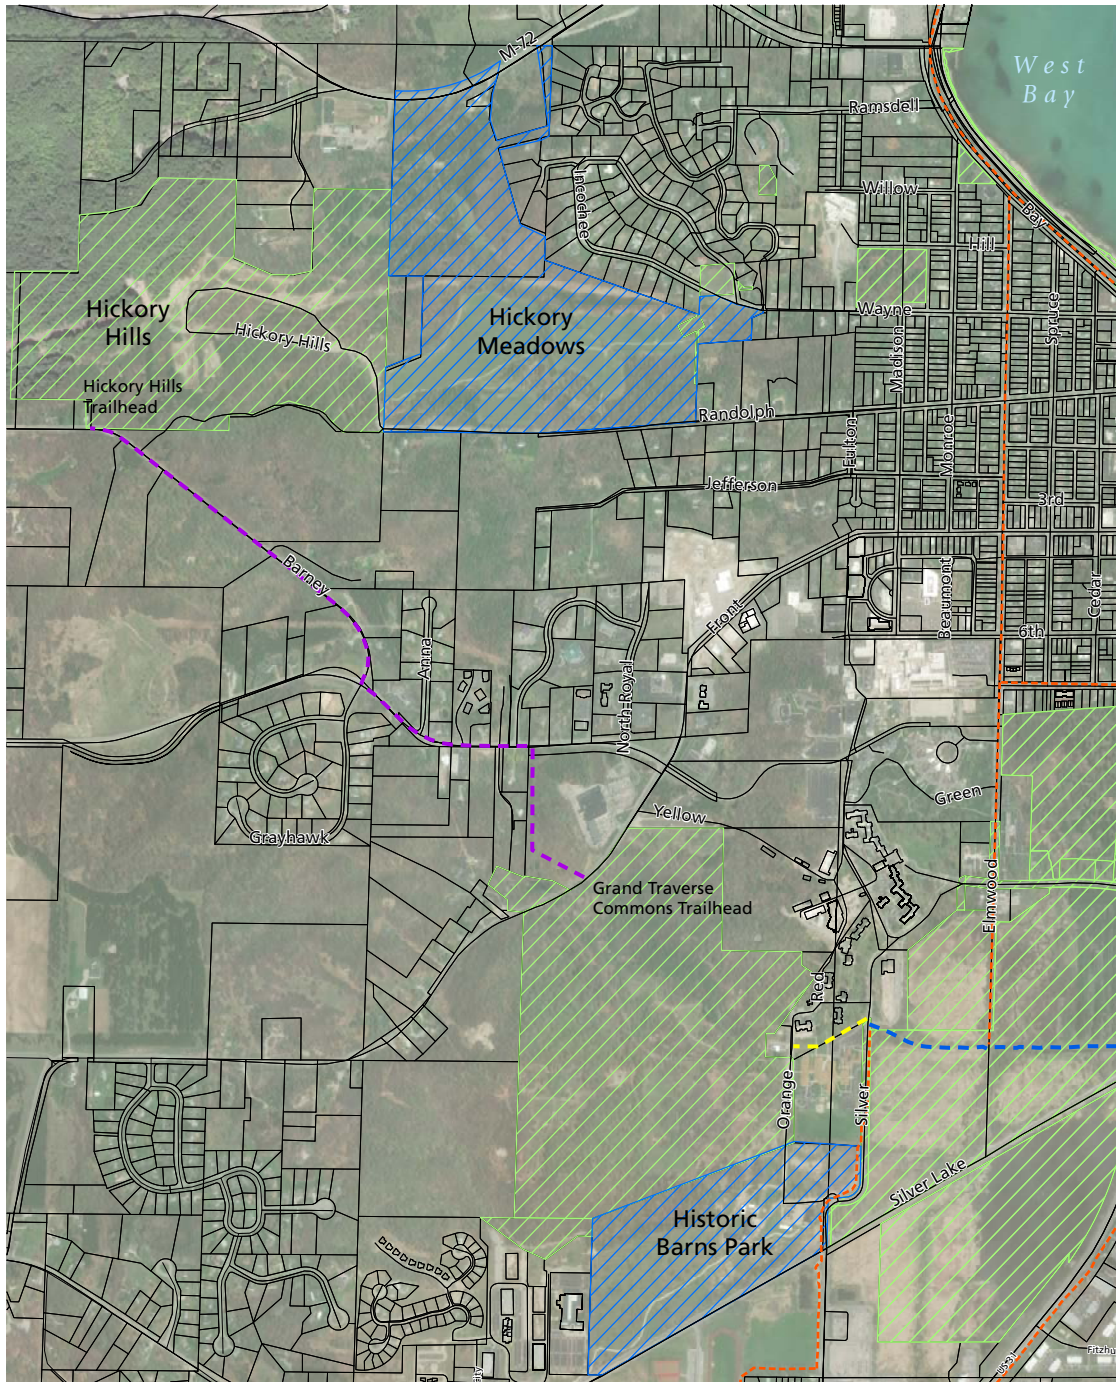 M-72
West
Bay
Ramsdell
Incochee
Willow
Bay
Hill
Hickory
Hills
Hickory Hills
Hickory
Meadows
Wayne
Spruce
Madison
Hickory Hills
Trailhead
Randolph
Fulton
Monroe
Jefferson
3rd
Barney
Beaumont
Cedar
Front
6th
Anna
North Royal
Green
Yellow
Grayhawk
Grand Traverse
Commons Trailhead
Elmwood
Red
Orange
Silver
Silver Lake
Historic
Barns Park
US-31